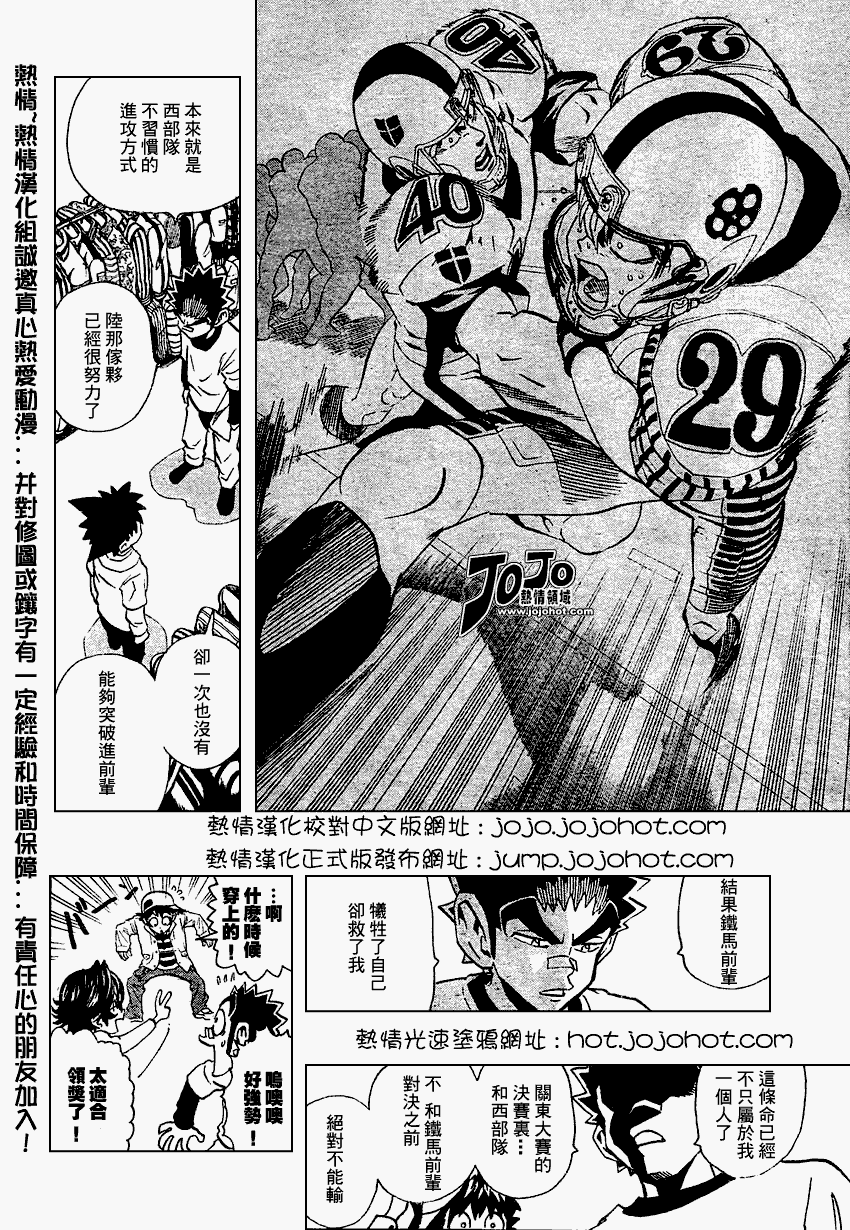 40
29
40
29
JOJO
熱情領域
www.jojohot.com
本來就是
西部隊
不習慣的
進攻方式
陸那傢夥
已經很努力了
卻一次也沒有
能夠突破進前輩
熱情~熱情漢化組誠邀真心熱愛動漫...并對修圖或鑲字有一定經驗和時間保障...有責任心的朋友加入!
熱情漢化校對中文版網址:jojo.jojohot.com
熱情漢化正式版發布網址:jump.jojohot.com
結果鐵馬前輩
犧牲了自己
卻救了我
…啊
什麽時候
穿上的!
嗚噢噢
好強勢!
太適合
領獎了!
熱情光速塗鴉網址:hot.jojohot.com
這條命已經
不只屬於我
一個人了
關東大賽的
決賽裏…
和西部隊
不 和鐵馬前輩
對決之前
絕對不能輸